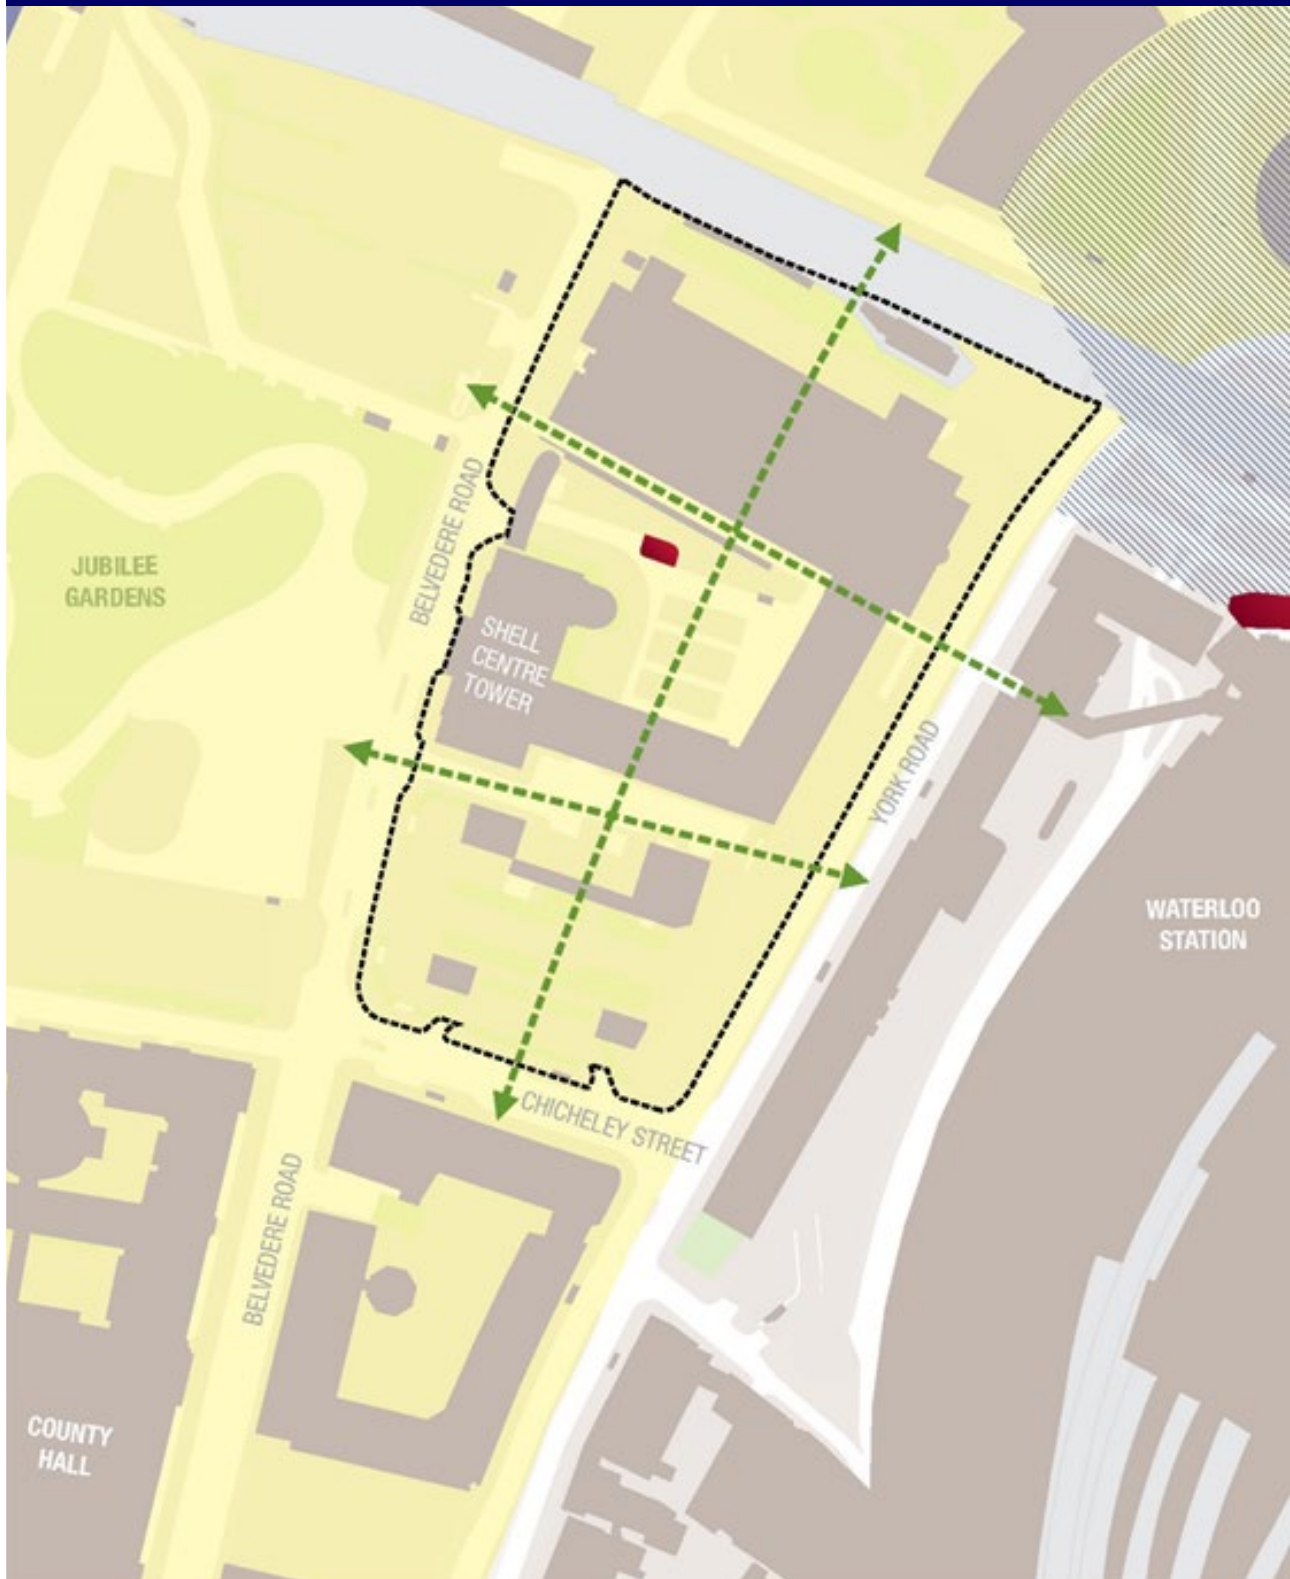 BELVEDERE ROAD
JUBILEE
GARDENS
SHELL
CENTRE
TOWER
YORK ROAD
WATERLOO
STATION
CHICHELEY STREET
BELVEDERE ROAD
COUNTY
HALL